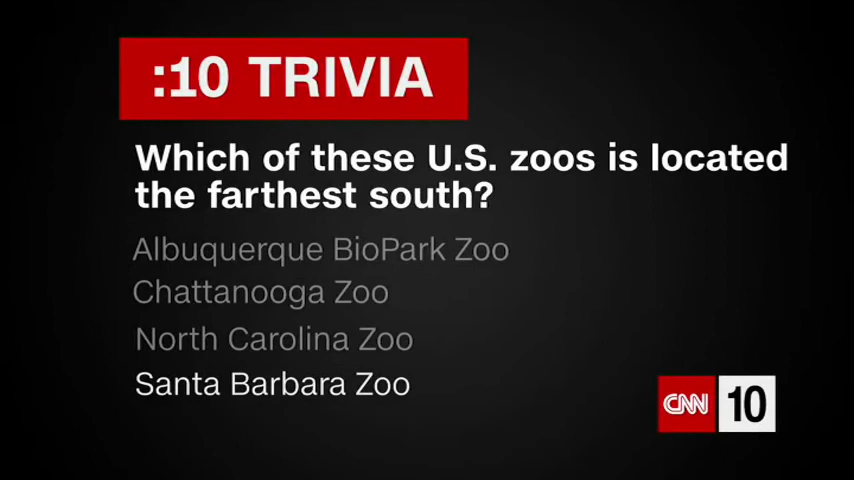 :10 TRIVIA
Which of these U.S. zoos is located
the farthest south?
Albuquerque BioPark Zoo
Chattanooga Zoo
North Carolina Zoo
Santa Barbara Zoo
CNN 10